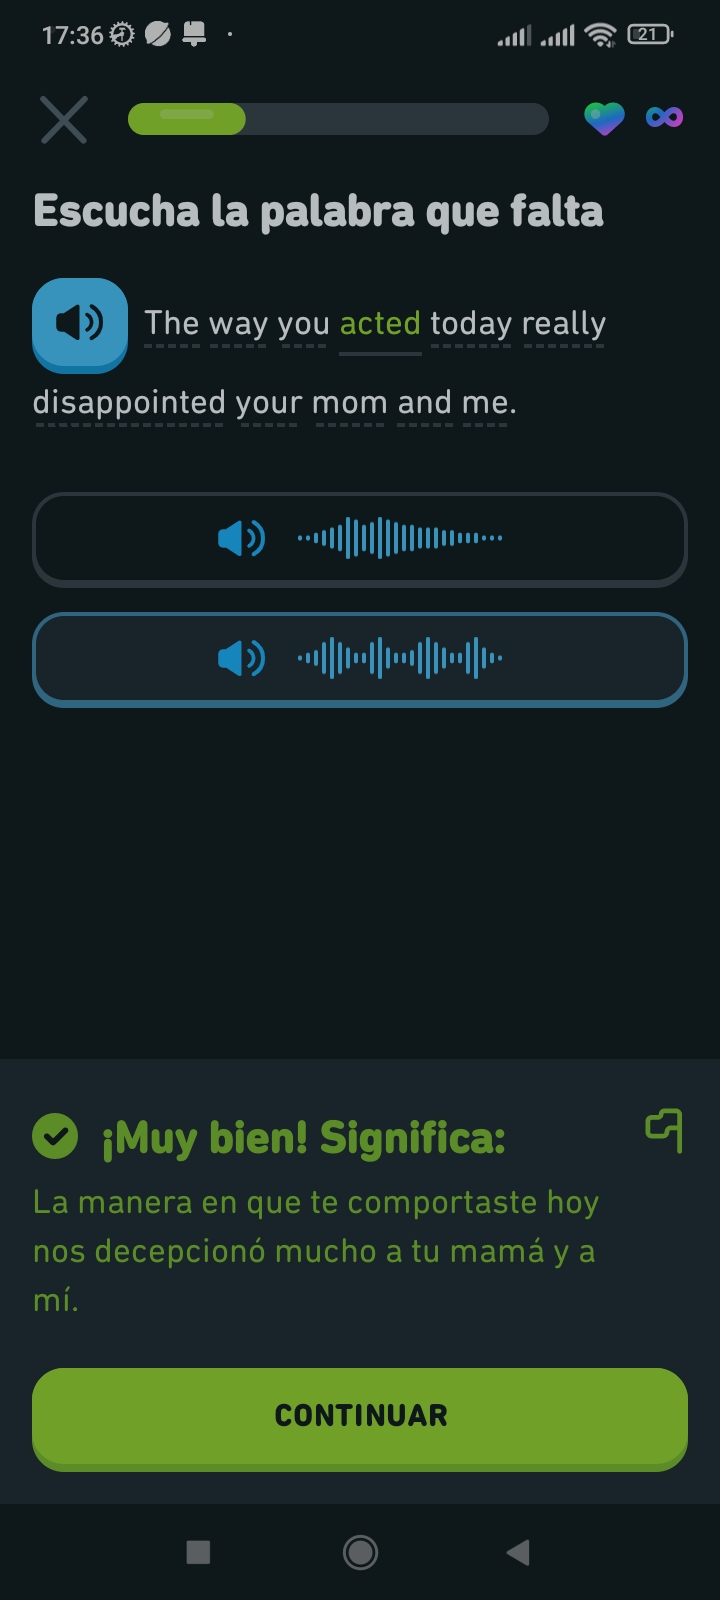 17:36
21
Escucha la palabra que falta
The way you acted today really
disappointed your mom and me.
¡Muy bien! Significa:
La manera en que te comportaste hoy
nos decepcionó mucho a tu mamá y a
mí.
CONTINUAR